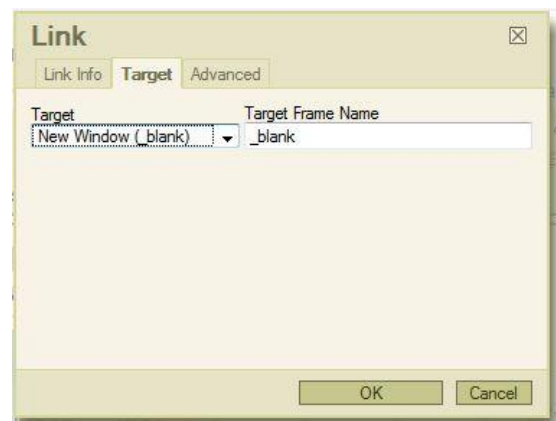 Link
Link Info Target Advanced
Target Target Frame Name
New Window (_blank) _blank
OK Cancel